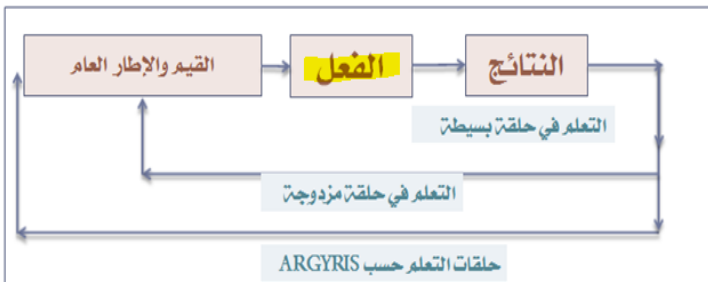 القيم والإطار العام
الفعل
النتائج
التعلم في حلقة بسيطة
التعلم في حلقة مزدوجة
حلقات التعلم حسب ARGYRIS